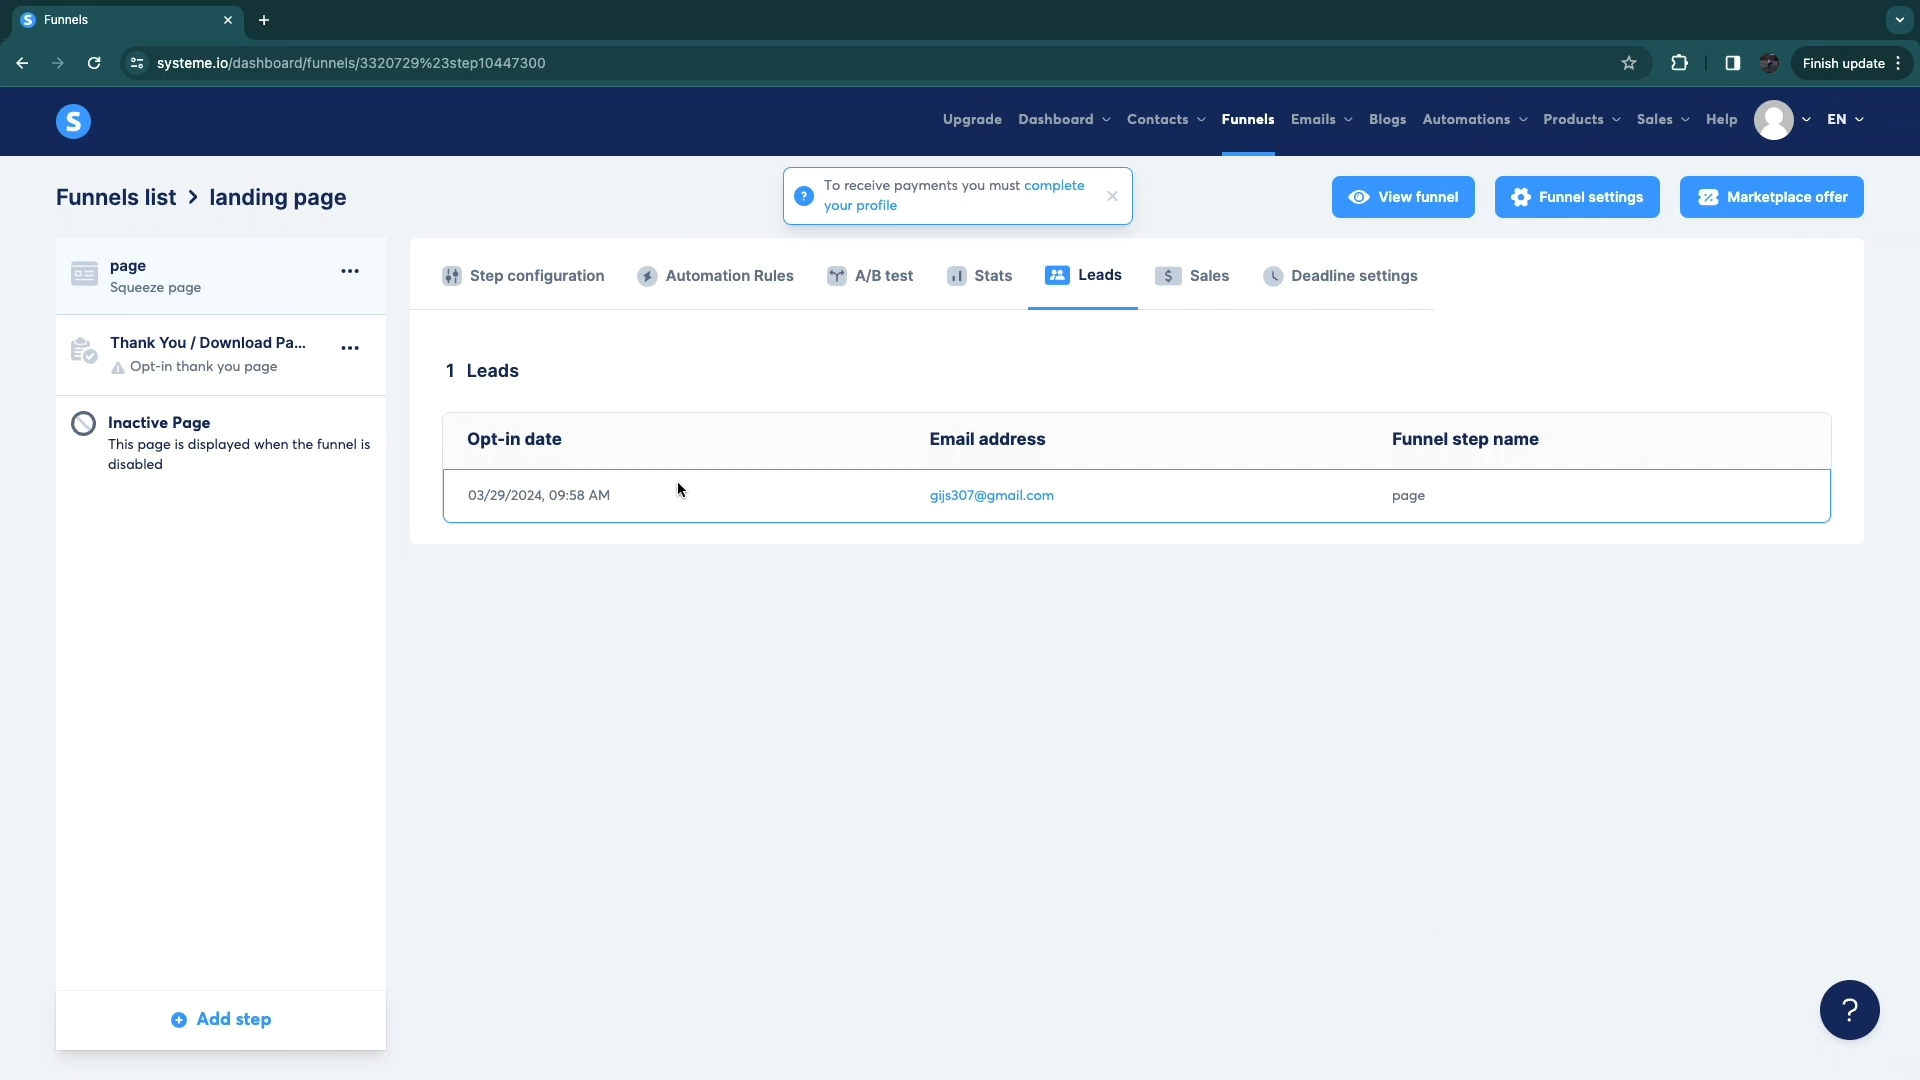 Funnels
systeme.io/dashboard/funnels/3320729%23step10447300
Finish update
S
Upgrade Dashboard Contacts Funnels Emails Blogs Automations Products Sales Help EN
Funnels list > landing page
To receive payments you must complete
your profile
View funnel
Funnel settings
Marketplace offer
page
Squeeze page
Thank You / Download Pa...
Opt-in thank you page
Inactive Page
This page is displayed when the funnel is
disabled
Add step
Step configuration Automation Rules A/B test Stats Leads Sales Deadline settings
1 Leads
Opt-in date Email address Funnel step name
03/29/2024, 09:58 AM gijs307@gmail.com page
?